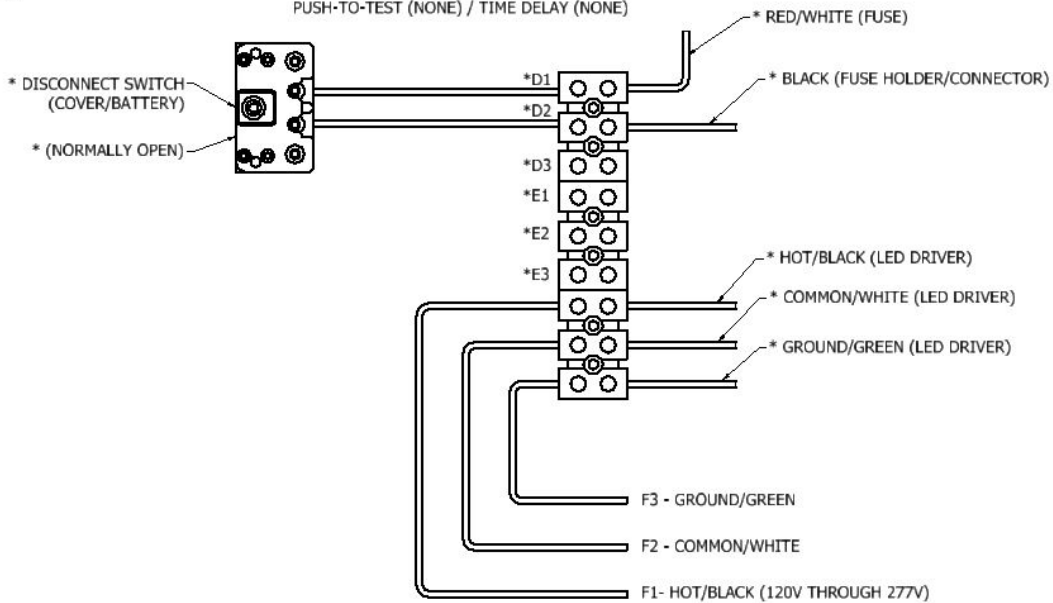 PUSH-TO-TEST (NONE) / TIME DELAY (NONE)
* RED/WHITE (FUSE)
* DISCONNECT SWITCH
(COVER/BATTERY)
* (NORMALLY OPEN)
*D1
* BLACK (FUSE HOLDER/CONNECTOR)
*D2
*D3
*E1
*E2
*E3
* HOT/BLACK (LED DRIVER)
* COMMON/WHITE (LED DRIVER)
* GROUND/GREEN (LED DRIVER)
F3 - GROUND/GREEN
F2 - COMMON/WHITE
F1- HOT/BLACK (120V THROUGH 277V)